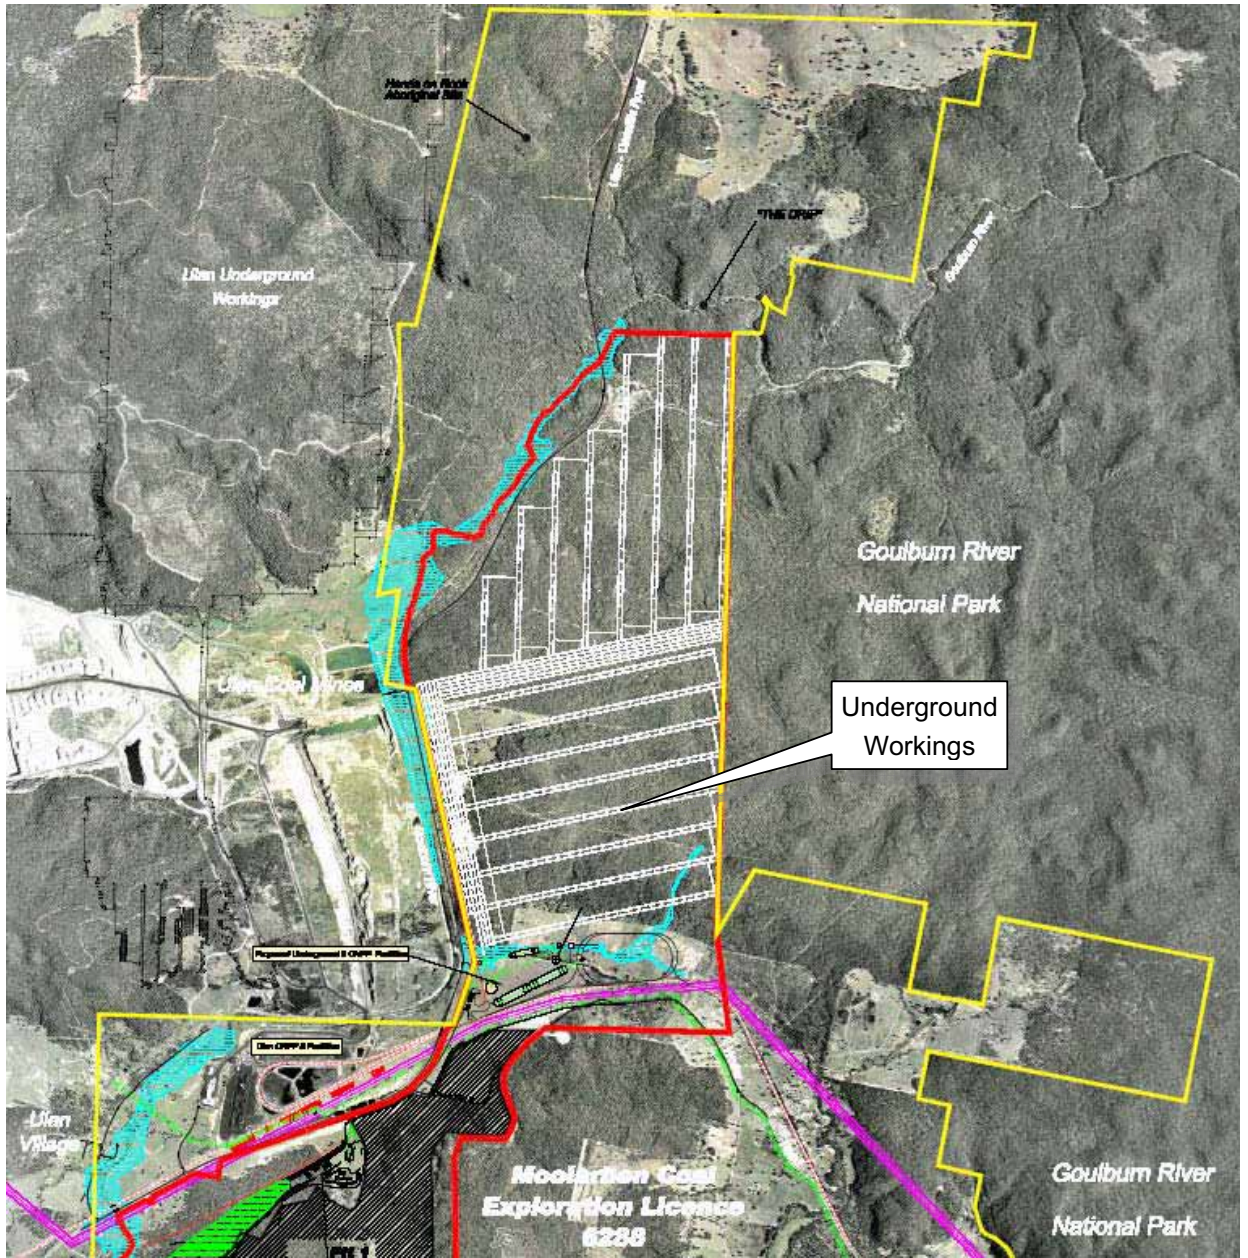 Hands on Rock
Aboriginal Site
"THE DRIP"
Goulburn River
Ulan Underground
Workings
Goulburn River
National Park
Underground
Workings
Ulan Coal Mines
Ulan
Village
Moolarben Coal
Exploration Licence
6288
Goulburn River
National Park